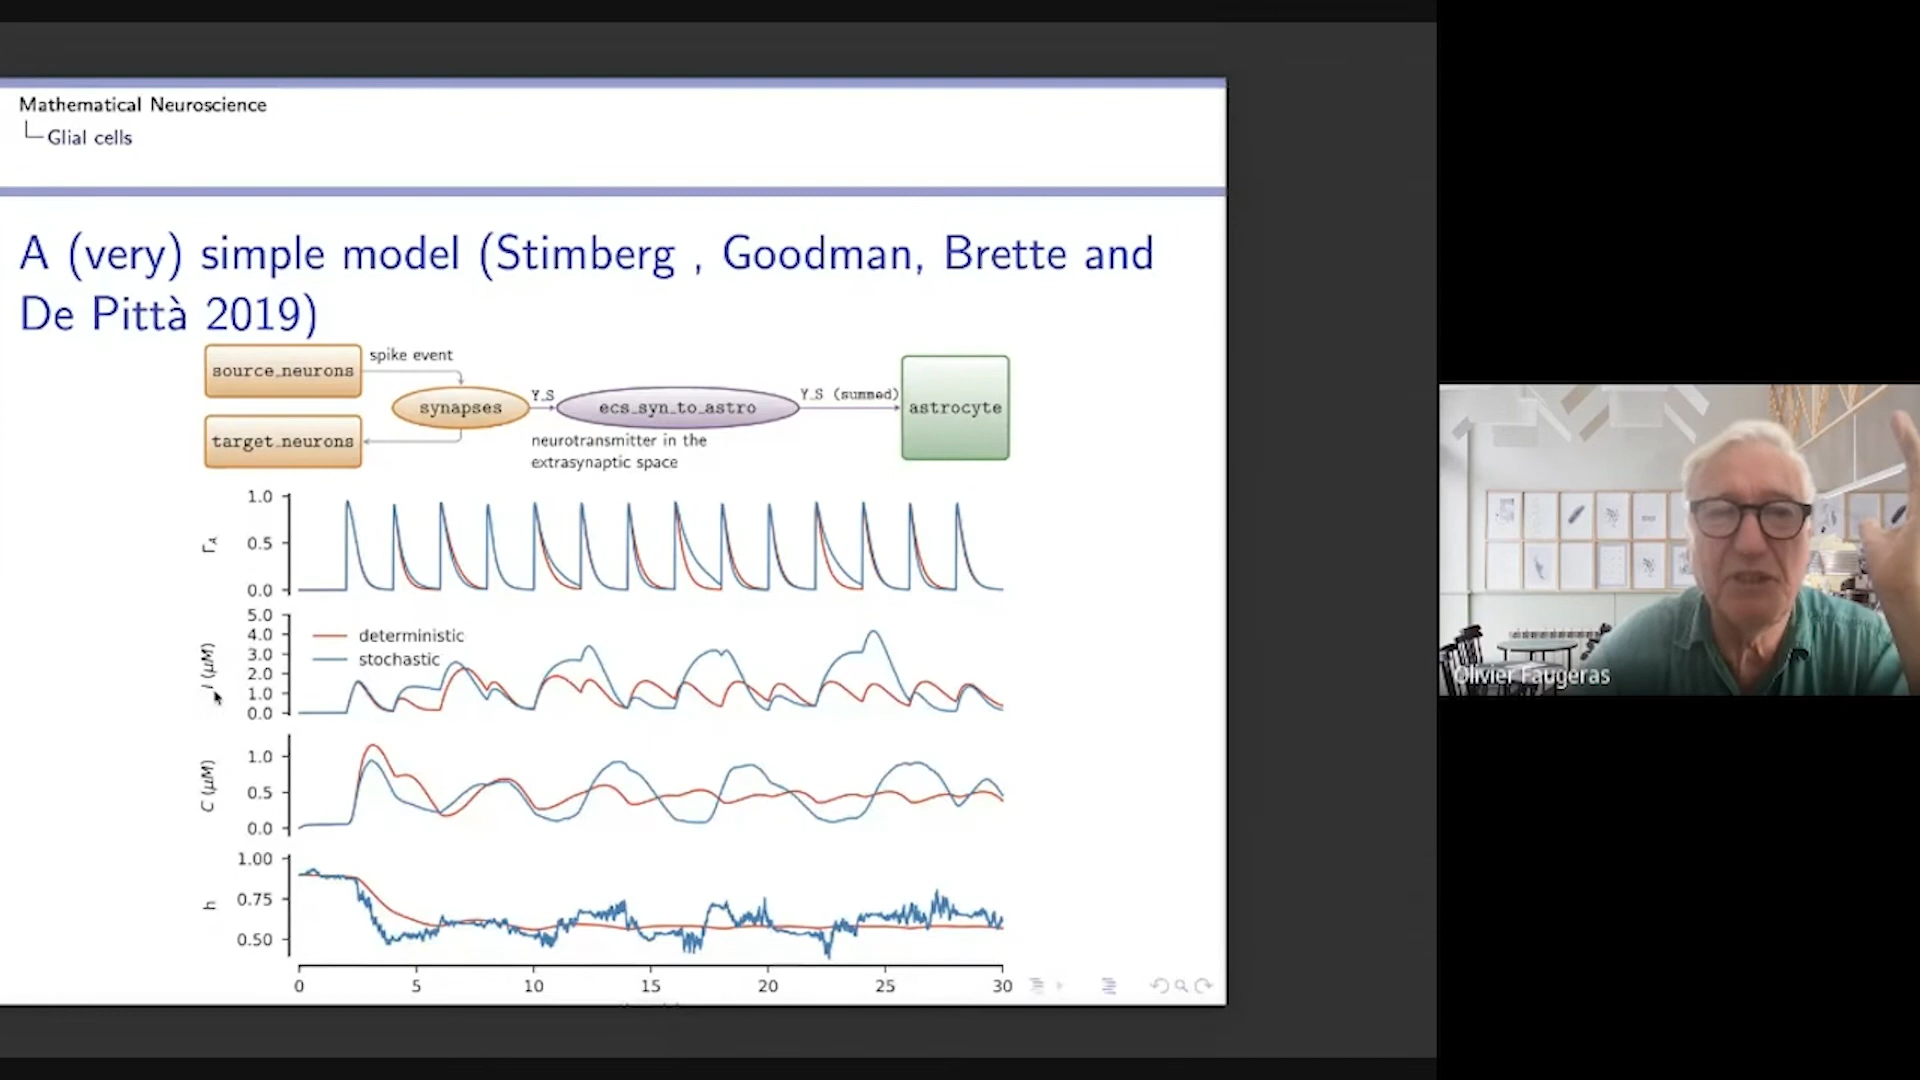 Mathematical Neuroscience
Glial cells
A (very) simple model (Stimberg , Goodman, Brette and
De Pittà 2019)
source_neurons
spike event
synapses
Y_S
ecs_syn_to_astro
Y_S (summed)
astrocyte
target_neurons
neurotransmitter in the
extrasynaptic space
1.0
0.5
0.0
Γ_A
5.0
4.0
3.0
2.0
1.0
0.0
I (μM)
deterministic
stochastic
1.0
0.5
0.0
C (μM)
1.00
0.75
0.50
h
0 5 10 15 20 25 30
Olivier Faugeras